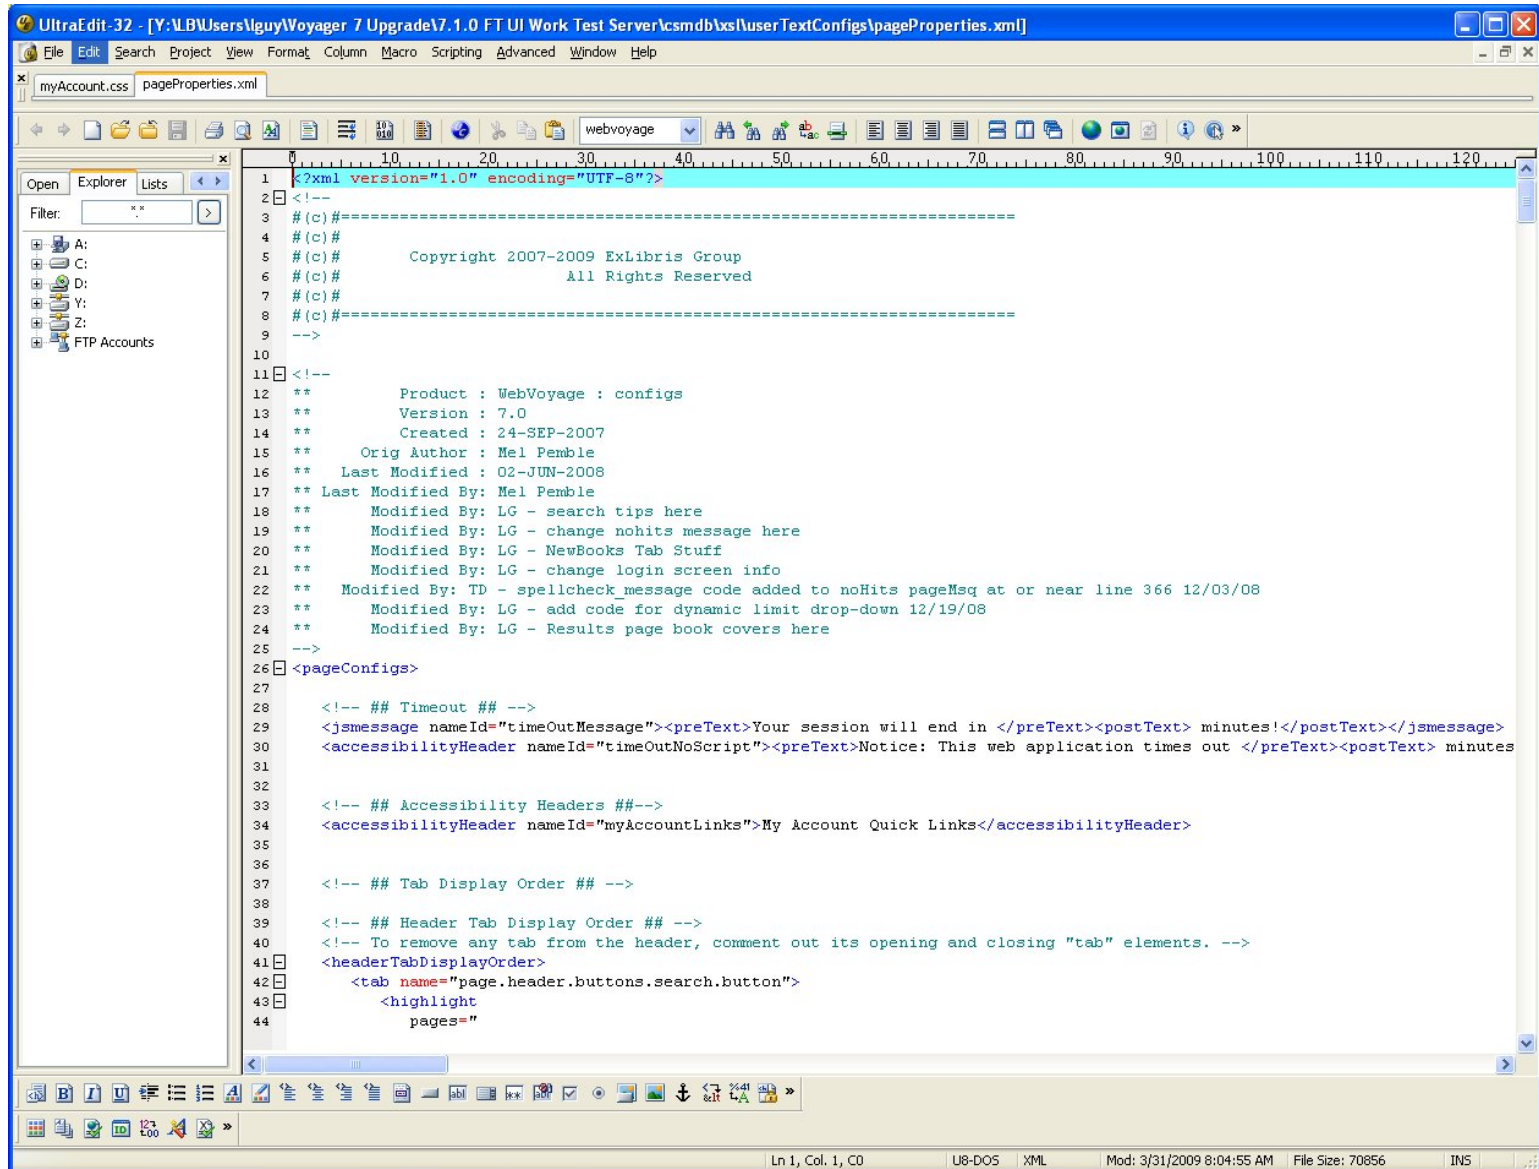 UltraEdit-32 - [Y:\LB\Users\lguy\Voyager 7 Upgrade\7.1.0 FT UI Work Test Server\csmdb\xsl\userTextConfigs\pageProperties.xml]
File Edit Search Project View Format Column Macro Scripting Advanced Window Help
myAccount.css pageProperties.xml
webvoyage
Open Explorer Lists
Filter: *.*
A:
C:
D:
Y:
Z:
FTP Accounts
0 10 20 30 40 50 60 70 80 90 100 110 120
1 <?xml version="1.0" encoding="UTF-8"?>
2 <!--
3 #(c)#=====================================================================
4 #(c)#
5 #(c)#       Copyright 2007-2009 ExLibris Group
6 #(c)#                       All Rights Reserved
7 #(c)#
8 #(c)#=====================================================================
9 -->
10
11 <!--
12 **         Product : WebVoyage : configs
13 **         Version : 7.0
14 **         Created : 24-SEP-2007
15 **     Orig Author : Mel Pemble
16 **   Last Modified : 02-JUN-2008
17 ** Last Modified By: Mel Pemble
18 **      Modified By: LG - search tips here
19 **      Modified By: LG - change nohits message here
20 **      Modified By: LG - NewBooks Tab Stuff
21 **      Modified By: LG - change login screen info
22 **   Modified By: TD - spellcheck_message code added to noHits pageMsq at or near line 366 12/03/08
23 **      Modified By: LG - add code for dynamic limit drop-down 12/19/08
24 **      Modified By: LG - Results page book covers here
25 -->
26 <pageConfigs>
27
28    <!-- ## Timeout ## -->
29    <jsmessage nameId="timeOutMessage"><preText>Your session will end in </preText><postText> minutes!</postText></jsmessage>
30    <accessibilityHeader nameId="timeOutNoScript"><preText>Notice: This web application times out </preText><postText> minutes
31
32
33    <!-- ## Accessibility Headers ##-->
34    <accessibilityHeader nameId="myAccountLinks">My Account Quick Links</accessibilityHeader>
35
36
37    <!-- ## Tab Display Order ## -->
38
39    <!-- ## Header Tab Display Order ## -->
40    <!-- To remove any tab from the header, comment out its opening and closing "tab" elements. -->
41    <headerTabDisplayOrder>
42       <tab name="page.header.buttons.search.button">
43          <highlight
44             pages="
Ln 1, Col. 1, C0 U8-DOS XML Mod: 3/31/2009 8:04:55 AM File Size: 70856 INS